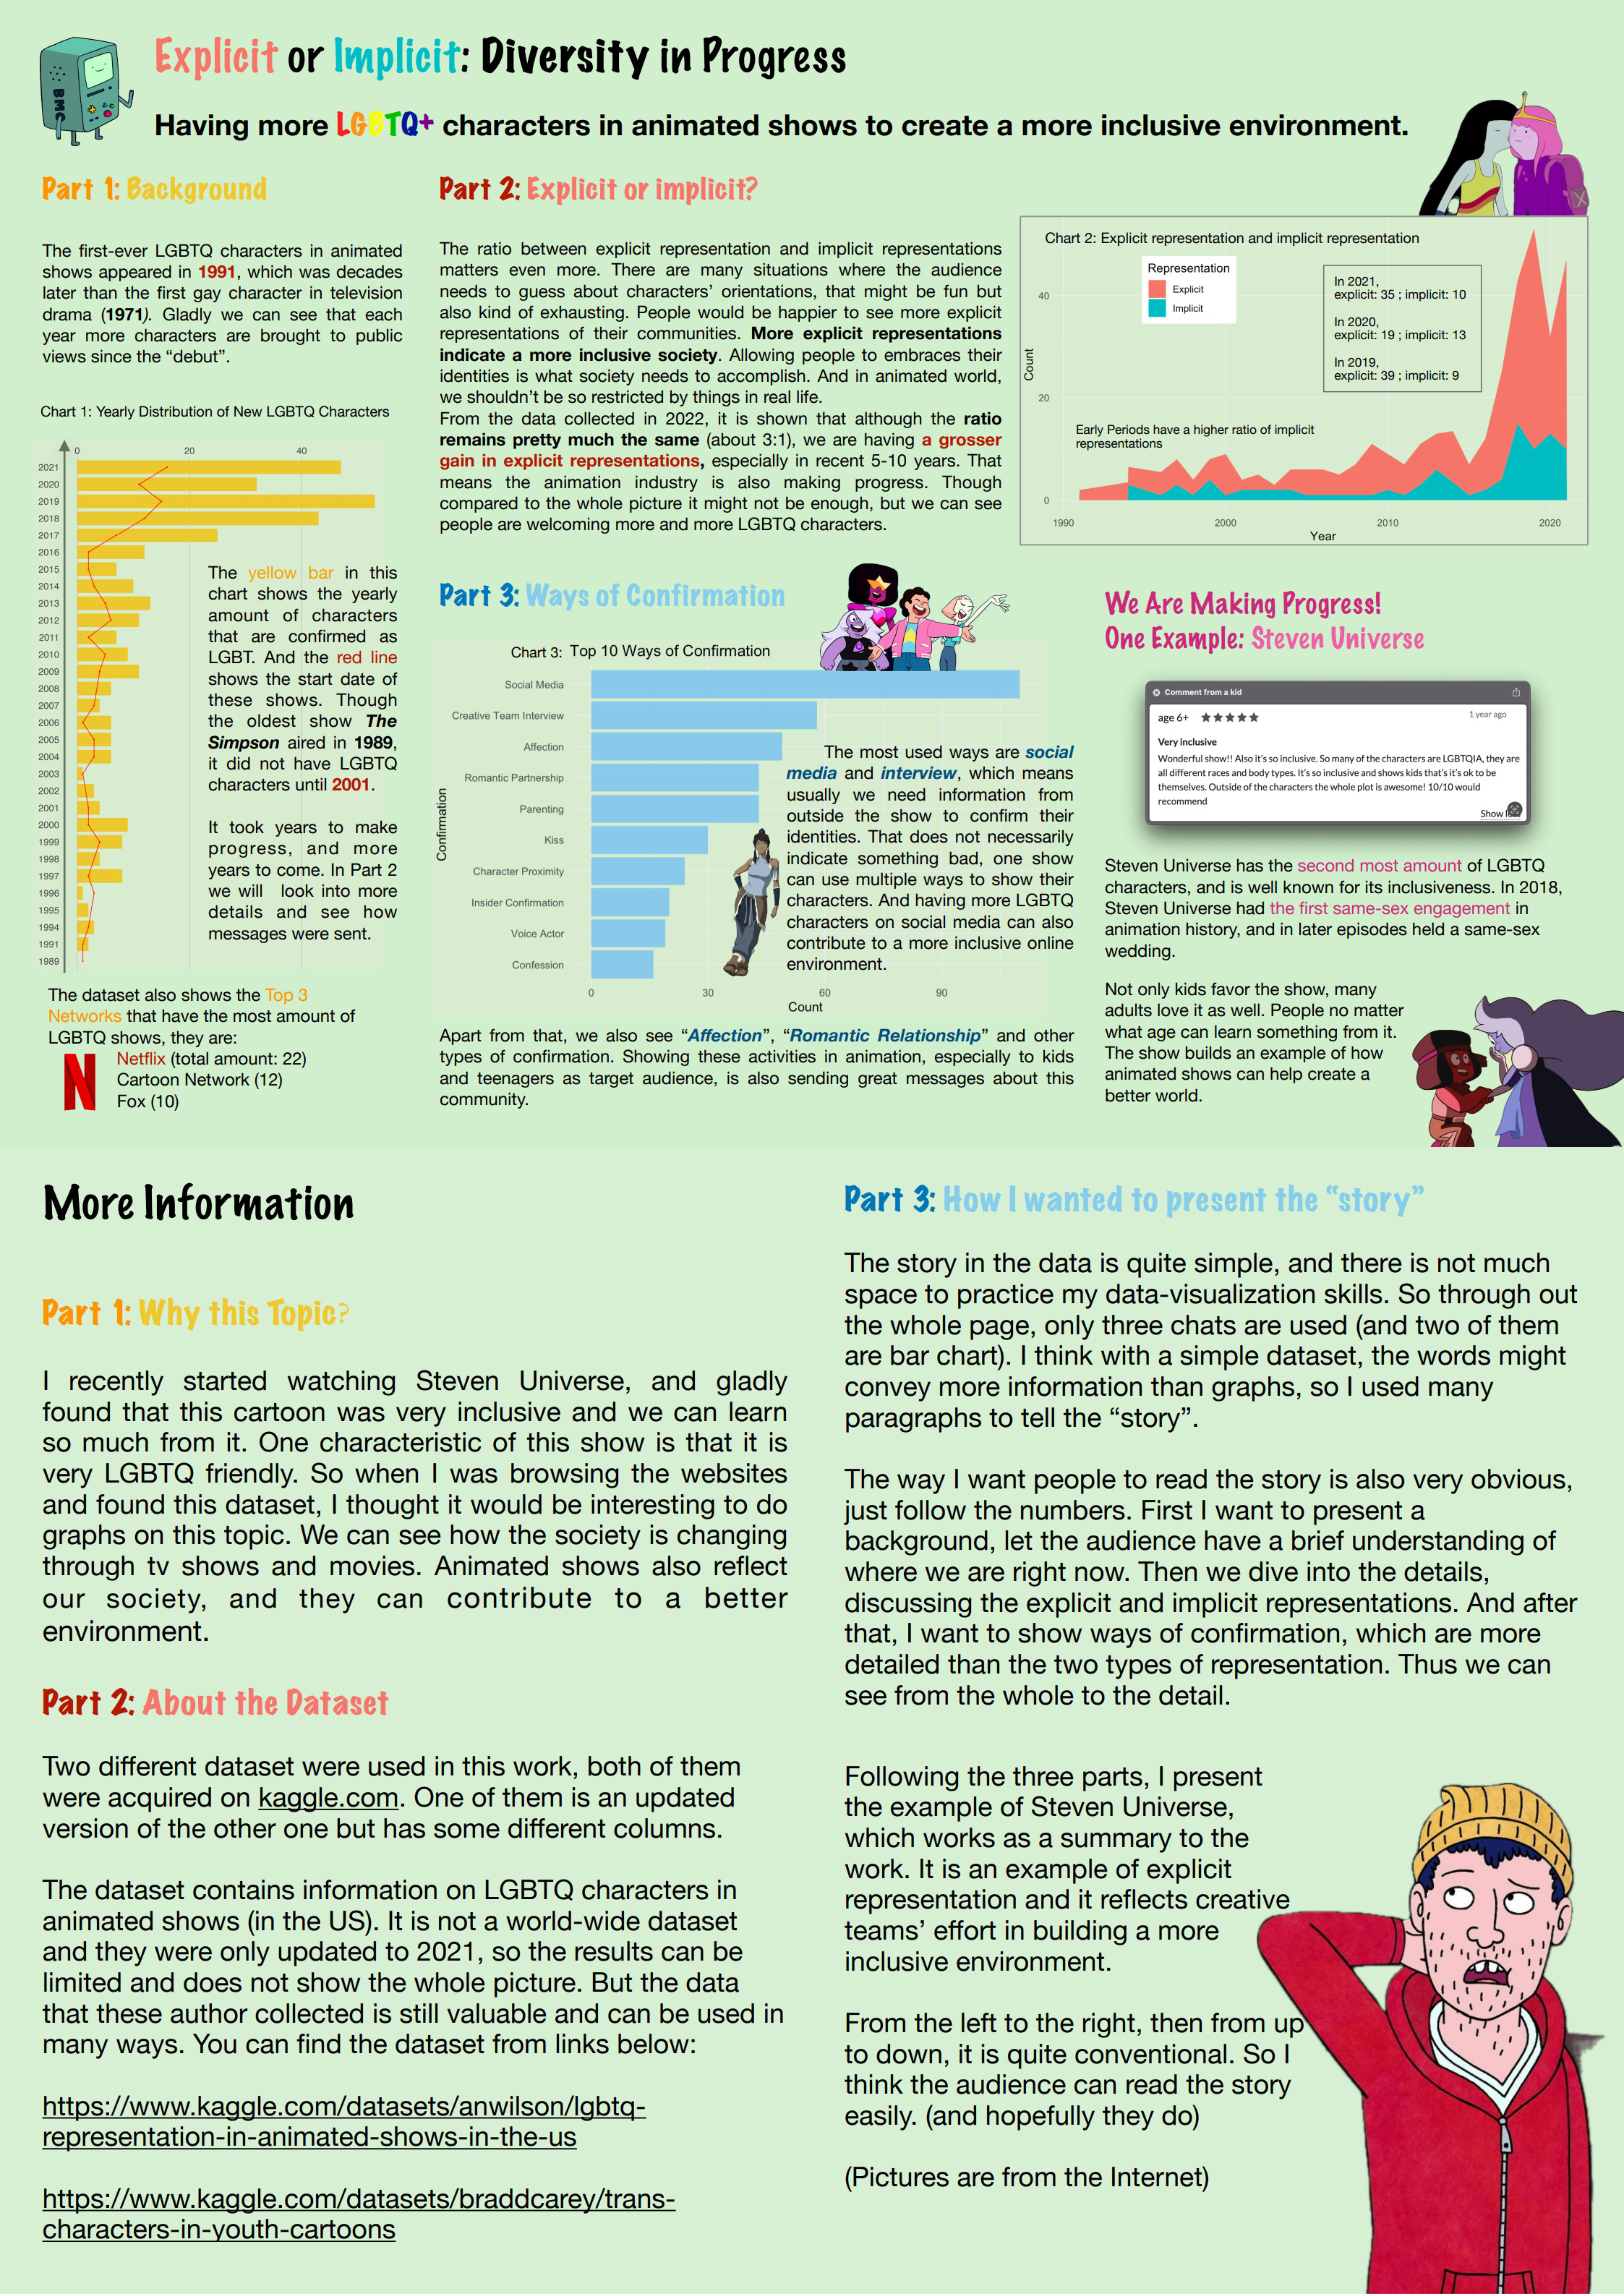 BMO
Explicit or Implicit: Diversity in Progress
Having more LGBTQ+ characters in animated shows to create a more inclusive environment.
Part 1: Background
The first-ever LGBTQ characters in animated
shows appeared in 1991, which was decades
later than the first gay character in television
drama (1971). Gladly we can see that each
year more characters are brought to public
views since the “debut”.
Chart 1: Yearly Distribution of New LGBTQ Characters
0 20 40
2021
2020
2019
2018
2017
2016
2015
2014
2013
2012
2011
2010
2009
2008
2007
2006
2005
2004
2003
2002
2001
2000
1999
1998
1997
1996
1995
1994
1991
1989
The yellow bar in this
chart shows the yearly
amount of characters
that are confirmed as
LGBT. And the red line
shows the start date of
these shows. Though
the oldest show The
Simpson aired in 1989,
it did not have LGBTQ
characters until 2001.
It took years to make
progress, and more
years to come. In Part 2
we will look into more
details and see how
messages were sent.
The dataset also shows the Top 3
Networks that have the most amount of
LGBTQ shows, they are:
N
Netflix (total amount: 22)
Cartoon Network (12)
Fox (10)
Part 2: Explicit or implicit?
The ratio between explicit representation and implicit representations
matters even more. There are many situations where the audience
needs to guess about characters’ orientations, that might be fun but
also kind of exhausting. People would be happier to see more explicit
representations of their communities. More explicit representations
indicate a more inclusive society. Allowing people to embraces their
identities is what society needs to accomplish. And in animated world,
we shouldn’t be so restricted by things in real life.
From the data collected in 2022, it is shown that although the ratio
remains pretty much the same (about 3:1), we are having a grosser
gain in explicit representations, especially in recent 5-10 years. That
means the animation industry is also making progress. Though
compared to the whole picture it might not be enough, but we can see
people are welcoming more and more LGBTQ characters.
Chart 2: Explicit representation and implicit representation
Representation
Explicit
Implicit
In 2021,
explicit: 35 ; implicit: 10
In 2020,
explicit: 19 ; implicit: 13
In 2019,
explicit: 39 ; implicit: 9
Early Periods have a higher ratio of implicit
representations
Count
40
20
0
1990 2000 2010 2020
Year
Part 3: Ways of Confirmation
Chart 3: Top 10 Ways of Confirmation
Confirmation
Social Media
Creative Team Interview
Affection
Romantic Partnership
Parenting
Kiss
Character Proximity
Insider Confirmation
Voice Actor
Confession
0 30 60 90
Count
The most used ways are social
media and interview, which means
usually we need information from
outside the show to confirm their
identities. That does not necessarily
indicate something bad, one show
can use multiple ways to show their
characters. And having more LGBTQ
characters on social media can also
contribute to a more inclusive online
environment.
Apart from that, we also see “Affection”, “Romantic Relationship” and other
types of confirmation. Showing these activities in animation, especially to kids
and teenagers as target audience, is also sending great messages about this
community.
We Are Making Progress!
One Example: Steven Universe
Comment from a kid
age 6+ ★★★★★ 1 year ago
Very inclusive
Wonderful show!! Also it's so inclusive. So many of the characters are LGBTQIA, they are
all different races and body types. It's so inclusive and shows kids that's it's ok to be
themselves. Outside of the characters the whole plot is awesome! 10/10 would
recommend
Show
Steven Universe has the second most amount of LGBTQ
characters, and is well known for its inclusiveness. In 2018,
Steven Universe had the first same-sex engagement in
animation history, and in later episodes held a same-sex
wedding.
Not only kids favor the show, many
adults love it as well. People no matter
what age can learn something from it.
The show builds an example of how
animated shows can help create a
better world.
More Information
Part 1: Why this Topic?
I recently started watching Steven Universe, and gladly
found that this cartoon was very inclusive and we can learn
so much from it. One characteristic of this show is that it is
very LGBTQ friendly. So when I was browsing the websites
and found this dataset, I thought it would be interesting to do
graphs on this topic. We can see how the society is changing
through tv shows and movies. Animated shows also reflect
our society, and they can contribute to a better
environment.
Part 2: About the Dataset
Two different dataset were used in this work, both of them
were acquired on kaggle.com. One of them is an updated
version of the other one but has some different columns.
The dataset contains information on LGBTQ characters in
animated shows (in the US). It is not a world-wide dataset
and they were only updated to 2021, so the results can be
limited and does not show the whole picture. But the data
that these author collected is still valuable and can be used in
many ways. You can find the dataset from links below:
https://www.kaggle.com/datasets/anwilson/lgbtq-
representation-in-animated-shows-in-the-us
https://www.kaggle.com/datasets/braddcarey/trans-
characters-in-youth-cartoons
Part 3: How I wanted to present the “story”
The story in the data is quite simple, and there is not much
space to practice my data-visualization skills. So through out
the whole page, only three chats are used (and two of them
are bar chart). I think with a simple dataset, the words might
convey more information than graphs, so I used many
paragraphs to tell the “story”.
The way I want people to read the story is also very obvious,
just follow the numbers. First I want to present a
background, let the audience have a brief understanding of
where we are right now. Then we dive into the details,
discussing the explicit and implicit representations. And after
that, I want to show ways of confirmation, which are more
detailed than the two types of representation. Thus we can
see from the whole to the detail.
Following the three parts, I present
the example of Steven Universe,
which works as a summary to the
work. It is an example of explicit
representation and it reflects creative
teams’ effort in building a more
inclusive environment.
From the left to the right, then from up
to down, it is quite conventional. So I
think the audience can read the story
easily. (and hopefully they do)
(Pictures are from the Internet)